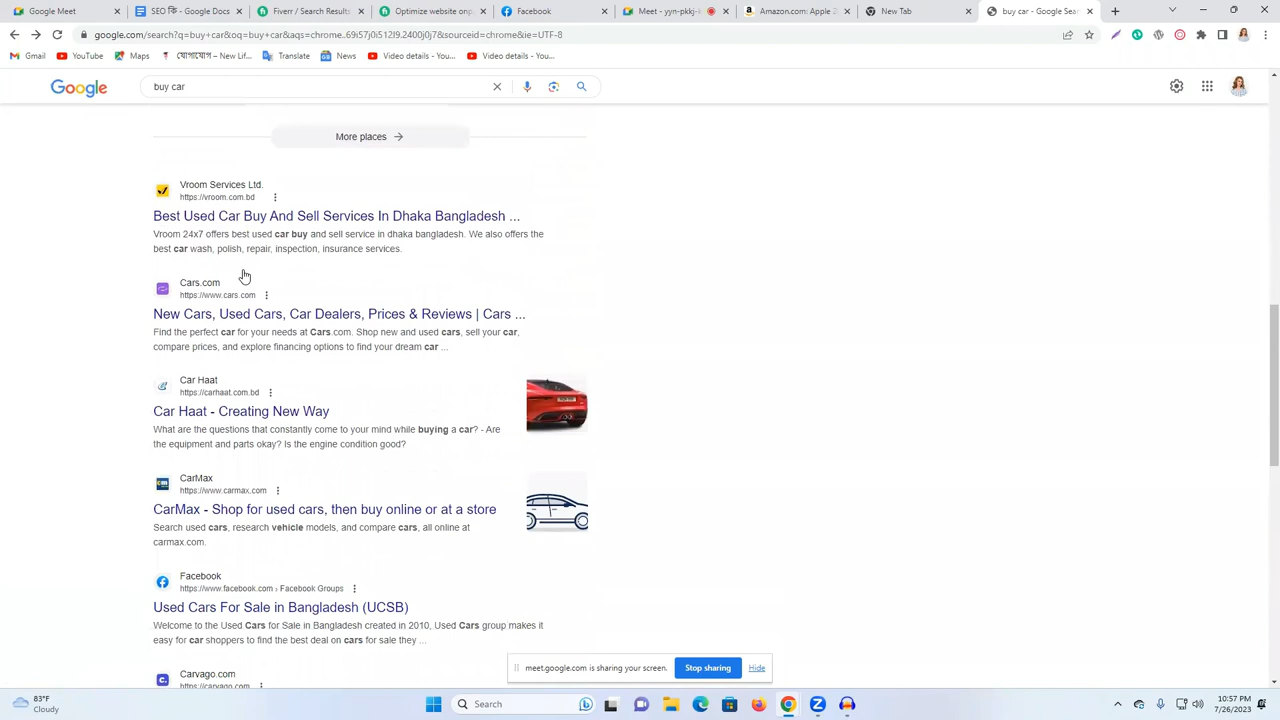 Google Meet
SEO কি - Google Docs
Fiverr / Search Results
Optimize website onp
Facebook
Meet - yyn-pkig-
Amazon.com: Apple
New Tab
buy car - Google Sear
google.com/search?q=buy+car&oq=buy+car&aqs=chrome..69i57j0i512l9.2400j0j7&sourceid=chrome&ie=UTF-8
Gmail
YouTube
Maps
যোগাযোগ – New Lif...
Translate
News
Video details - You...
Video details - You...
Google
buy car
More places
Vroom Services Ltd.
https://vroom.com.bd
Best Used Car Buy And Sell Services In Dhaka Bangladesh ...
Vroom 24x7 offers best used car buy and sell service in dhaka bangladesh. We also offers the
best car wash, polish, repair, inspection, insurance services.
Cars.com
https://www.cars.com
New Cars, Used Cars, Car Dealers, Prices & Reviews | Cars ...
Find the perfect car for your needs at Cars.com. Shop new and used cars, sell your car,
compare prices, and explore financing options to find your dream car ...
Car Haat
https://carhaat.com.bd
Car Haat - Creating New Way
What are the questions that constantly come to your mind while buying a car? - Are
the equipment and parts okay? Is the engine condition good?
CarMax
https://www.carmax.com
CarMax - Shop for used cars, then buy online or at a store
Search used cars, research vehicle models, and compare cars, all online at
carmax.com.
Facebook
https://www.facebook.com › Facebook Groups
Used Cars For Sale in Bangladesh (UCSB)
Welcome to the Used Cars for Sale in Bangladesh created in 2010, Used Cars group makes it
easy for car shoppers to find the best deal on cars for sale they ...
Carvago.com
https://carvago.com
meet.google.com is sharing your screen.
Stop sharing
Hide
83°F
Cloudy
Search
10:57 PM
7/26/2023